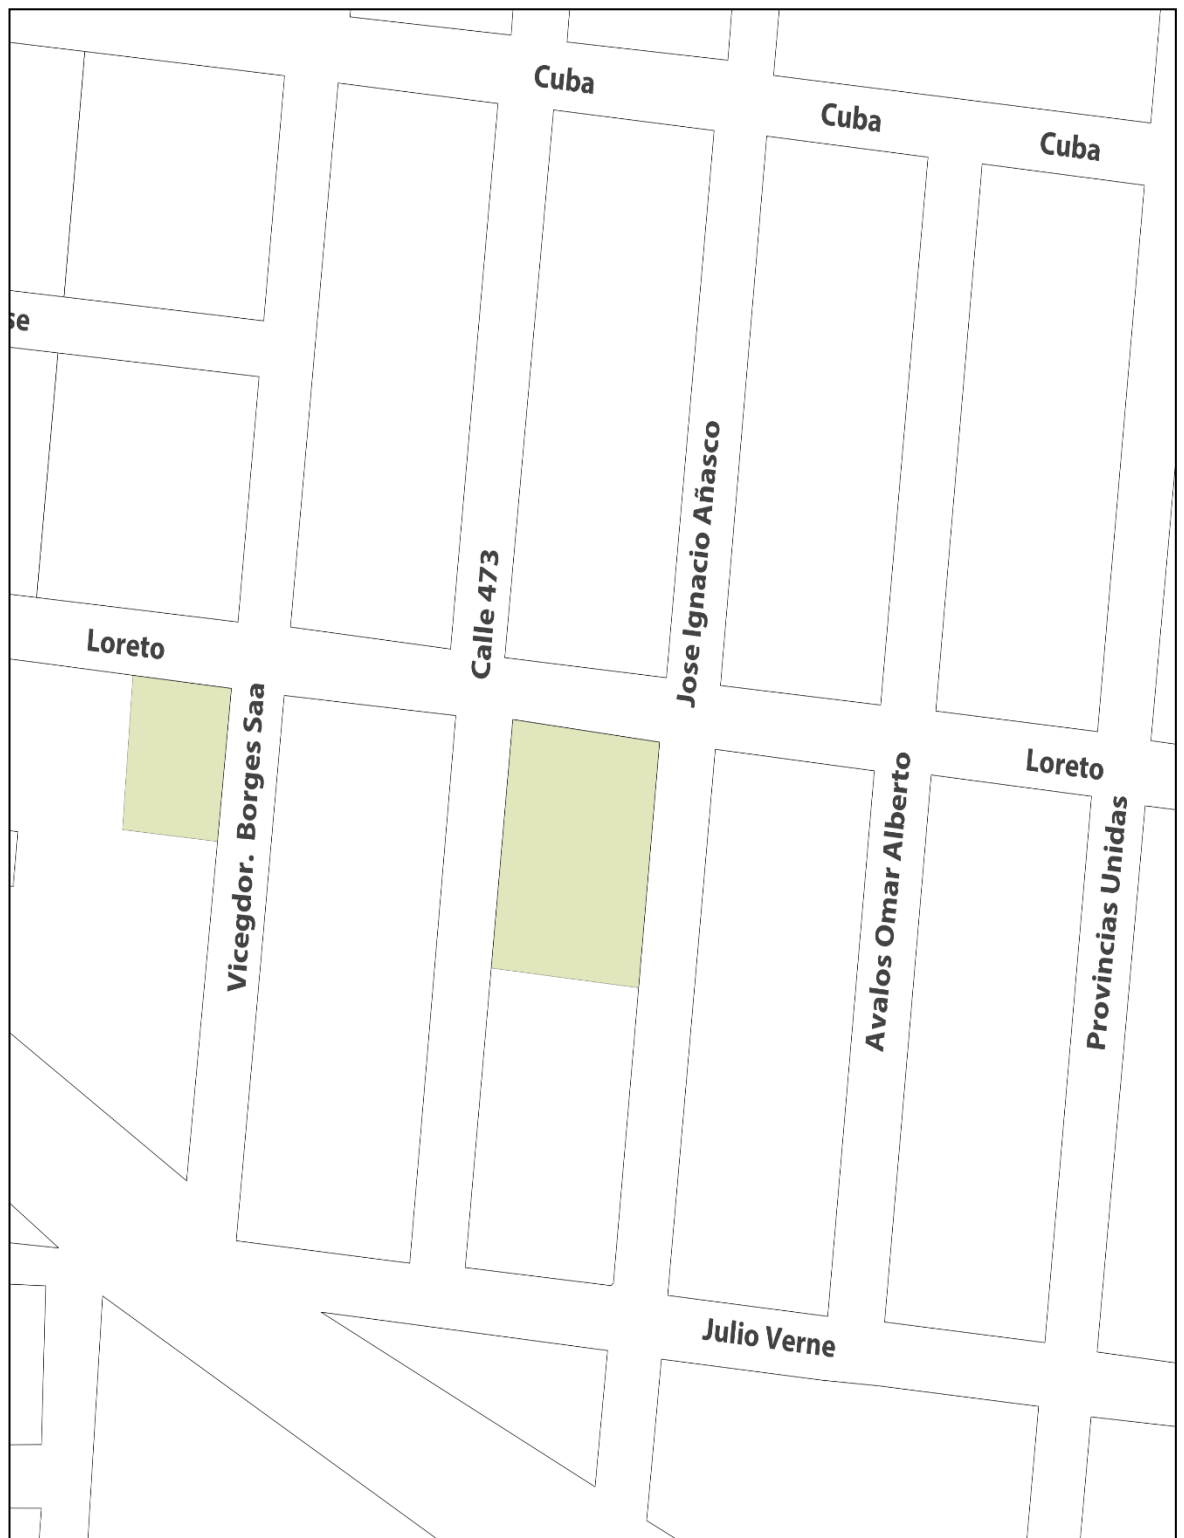 Cuba
Cuba
Cuba
se
Jose Ignacio Añasco
Calle 473
Loreto
Vicegdor. Borges Saa
Loreto
Avalos Omar Alberto
Provincias Unidas
Julio Verne